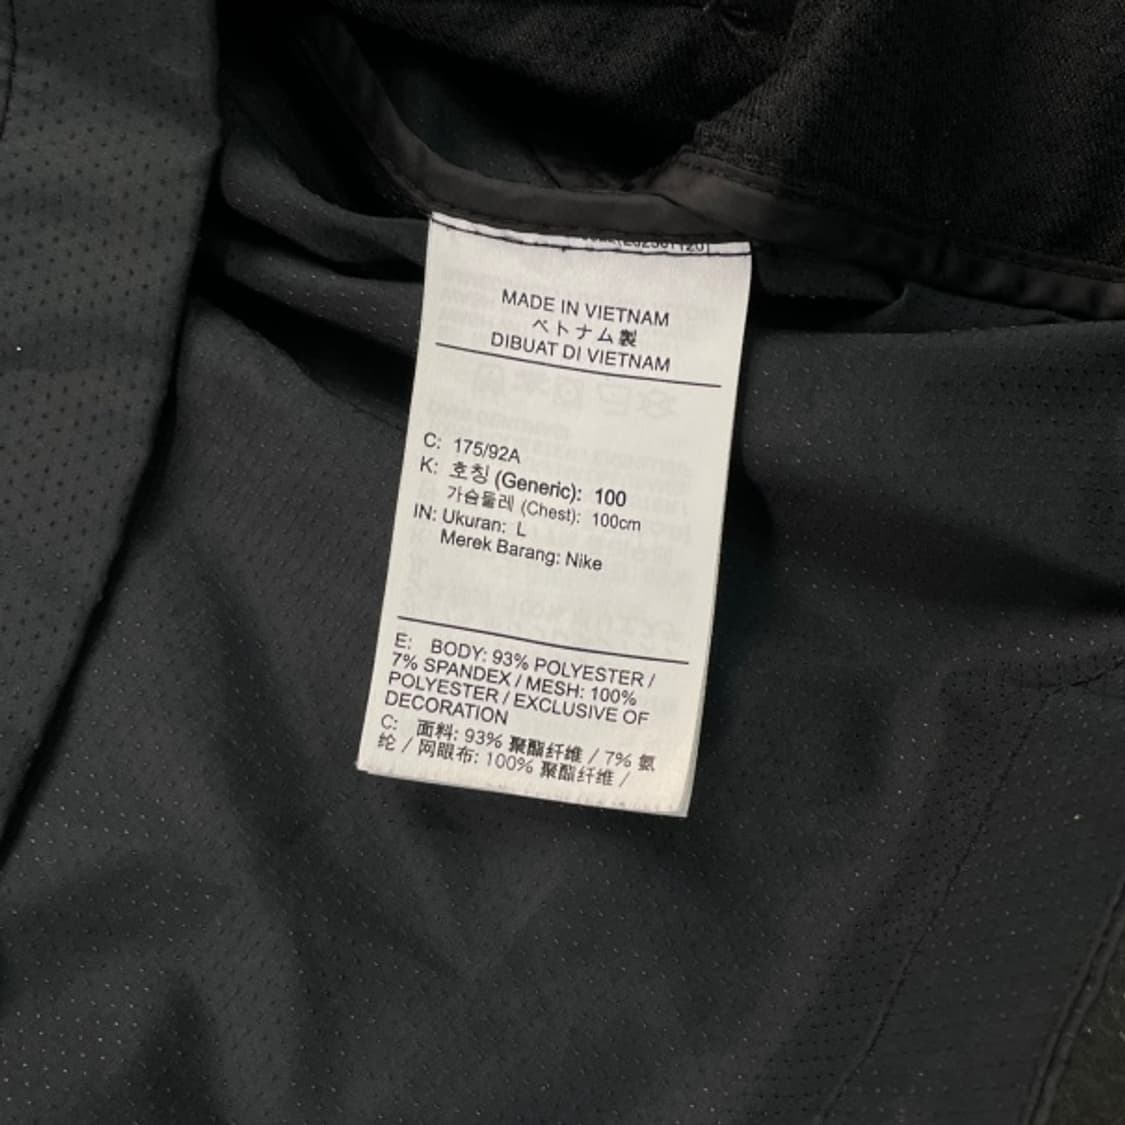 MADE IN VIETNAM
ベトナム製
DIBUAT DI VIETNAM
C: 175/92A
K: 호칭 (Generic): 100
가슴둘레 (Chest): 100cm
IN: Ukuran: L
Merek Barang: Nike
E: BODY: 93% POLYESTER /
7% SPANDEX / MESH: 100%
POLYESTER / EXCLUSIVE OF
DECORATION
C: 面料: 93% 聚酯纤维 / 7% 氨
纶 / 网眼布: 100% 聚酯纤维 /